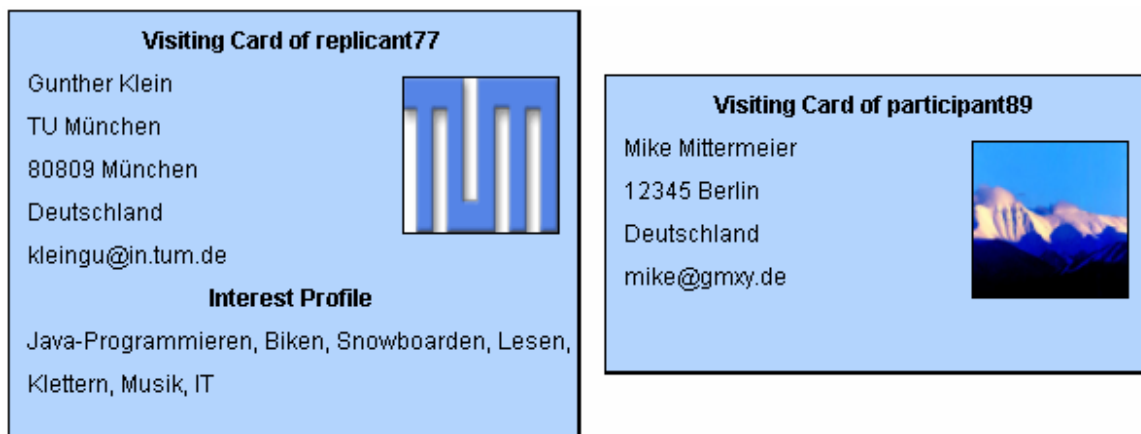 Visiting Card of replicant77
Gunther Klein
TU München
80809 München
Deutschland
kleingu@in.tum.de
Interest Profile
Java-Programmieren, Biken, Snowboarden, Lesen,
Klettern, Musik, IT
Visiting Card of participant89
Mike Mittermeier
12345 Berlin
Deutschland
mike@gmxy.de